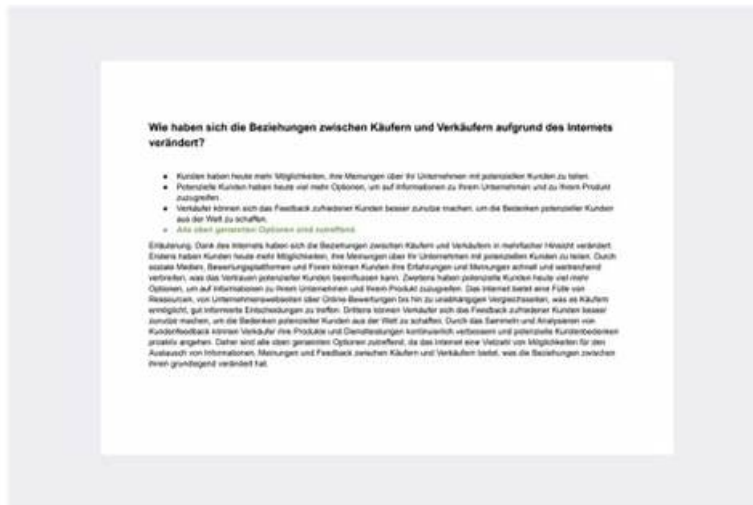 Wie haben sich die Beziehungen zwischen Käufern und Verkäufern aufgrund des Internets
verändert?
Kunden haben heute mehr Möglichkeiten, ihre Meinungen über Ihr Unternehmen mit potenziellen Kunden zu teilen.
Potenzielle Kunden haben heute viel mehr Optionen, um auf Informationen zu Ihrem Unternehmen und zu Ihrem Produkt
zuzugreifen.
Verkäufer können sich das Feedback zufriedener Kunden besser zunutze machen, um die Bedenken potenzieller Kunden
aus der Welt zu schaffen.
Alle oben genannten Optionen sind zutreffend.
Erläuterung: Dank des Internets haben sich die Beziehungen zwischen Käufern und Verkäufern in mehrfacher Hinsicht verändert.
Erstens haben Kunden heute mehr Möglichkeiten, ihre Meinungen über Ihr Unternehmen mit potenziellen Kunden zu teilen. Durch
soziale Medien, Bewertungsplattformen und Foren können Kunden ihre Erfahrungen und Meinungen schnell und weitreichend
verbreiten, was das Vertrauen potenzieller Kunden beeinflussen kann. Zweitens haben potenzielle Kunden heute viel mehr
Optionen, um auf Informationen zu Ihrem Unternehmen und Ihrem Produkt zuzugreifen. Das Internet bietet eine Fülle von
Ressourcen, von Unternehmenswebseiten über Online-Bewertungen bis hin zu unabhängigen Vergleichsseiten, was es Käufern
ermöglicht, gut informierte Entscheidungen zu treffen. Drittens können Verkäufer sich das Feedback zufriedener Kunden besser
zunutze machen, um die Bedenken potenzieller Kunden aus der Welt zu schaffen. Durch das Sammeln und Analysieren von
Kundenfeedback können Verkäufer ihre Produkte und Dienstleistungen kontinuierlich verbessern und potenzielle Kundenbedenken
proaktiv angehen. Daher sind alle oben genannten Optionen zutreffend, da das Internet eine Vielzahl von Möglichkeiten für den
Austausch von Informationen, Meinungen und Feedback zwischen Käufern und Verkäufern bietet, was die Beziehungen zwischen
ihnen grundlegend verändert hat.